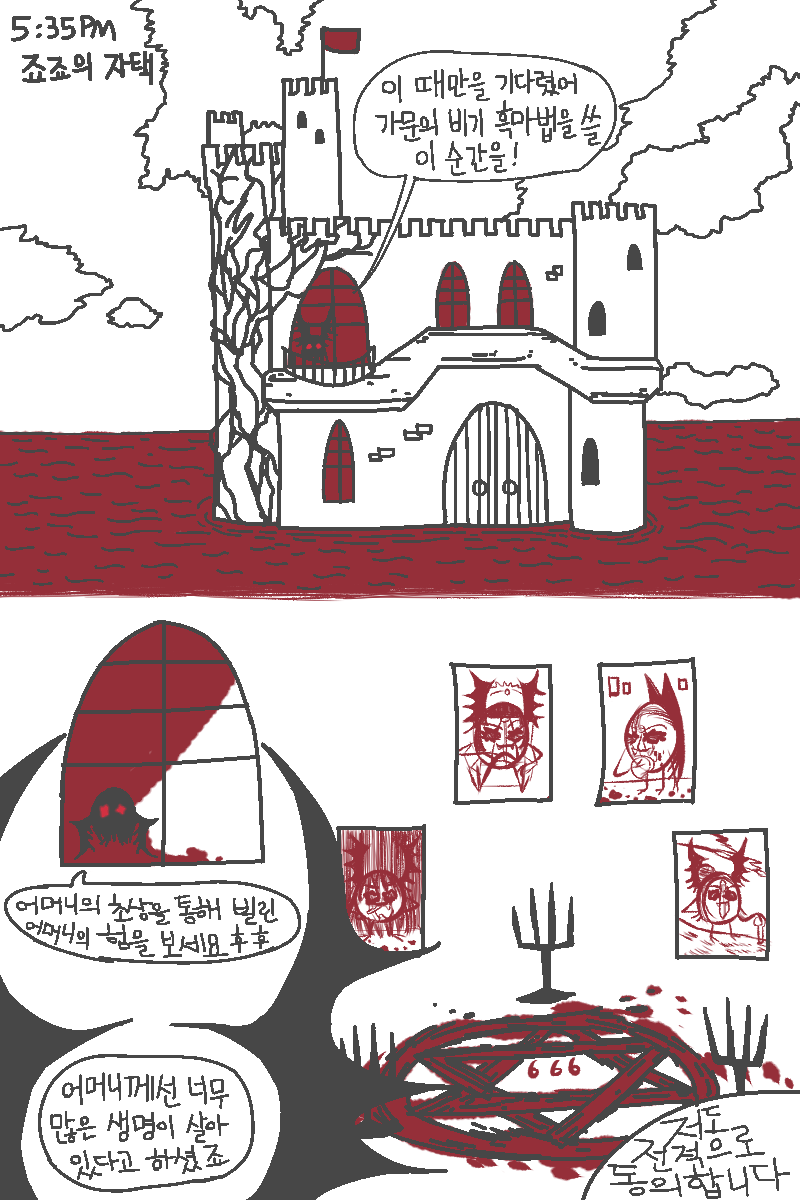 5:35PM
죠죠의 자택
이 때만을 기다렸어
가문의 비기 흑마법을 쓸
이 순간을!
어머니의 초상을 통해 빌린
어머니의 힘을 보세요 후후
666
어머니께선 너무
많은 생명이 살아
있다고 하셨죠
저도
전적으로
동의합니다